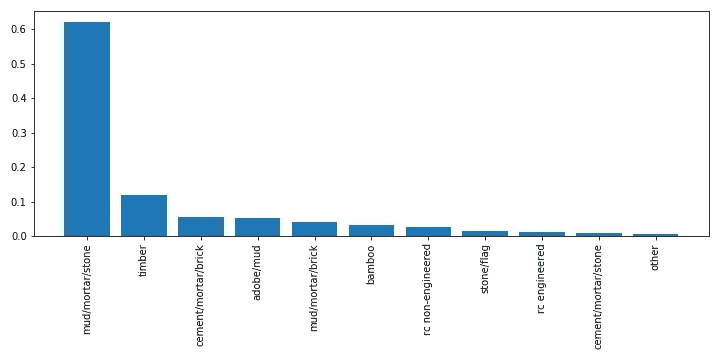 0.6
0.5
0.4
0.3
0.2
0.1
0.0
mud/mortar/stone
timber
cement/mortar/brick
adobe/mud
mud/mortar/brick
bamboo
rc non-engineered
stone/flag
rc engineered
cement/mortar/stone
other